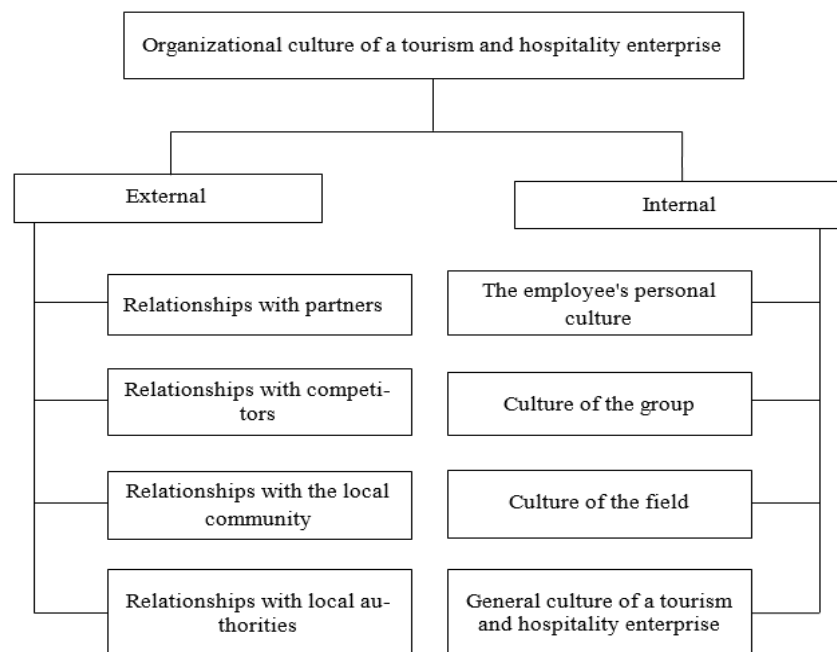 Organizational culture of a tourism and hospitality enterprise
External
Internal
Relationships with partners
The employee's personal
culture
Relationships with competi-
tors
Culture of the group
Relationships with the local
community
Culture of the field
Relationships with local au-
thorities
General culture of a tourism
and hospitality enterprise